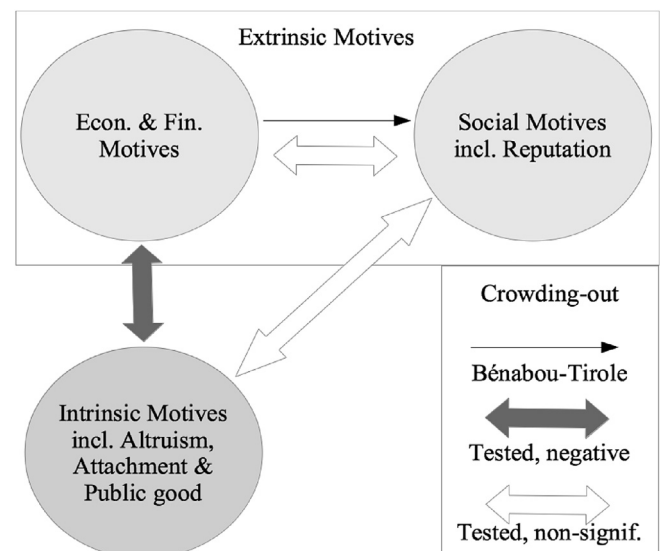 Extrinsic Motives
Econ. & Fin.
Motives
Social Motives
incl. Reputation
Intrinsic Motives
incl. Altruism,
Attachment &
Public good
Crowding-out
Bénabou-Tirole
Tested, negative
Tested, non-signif.